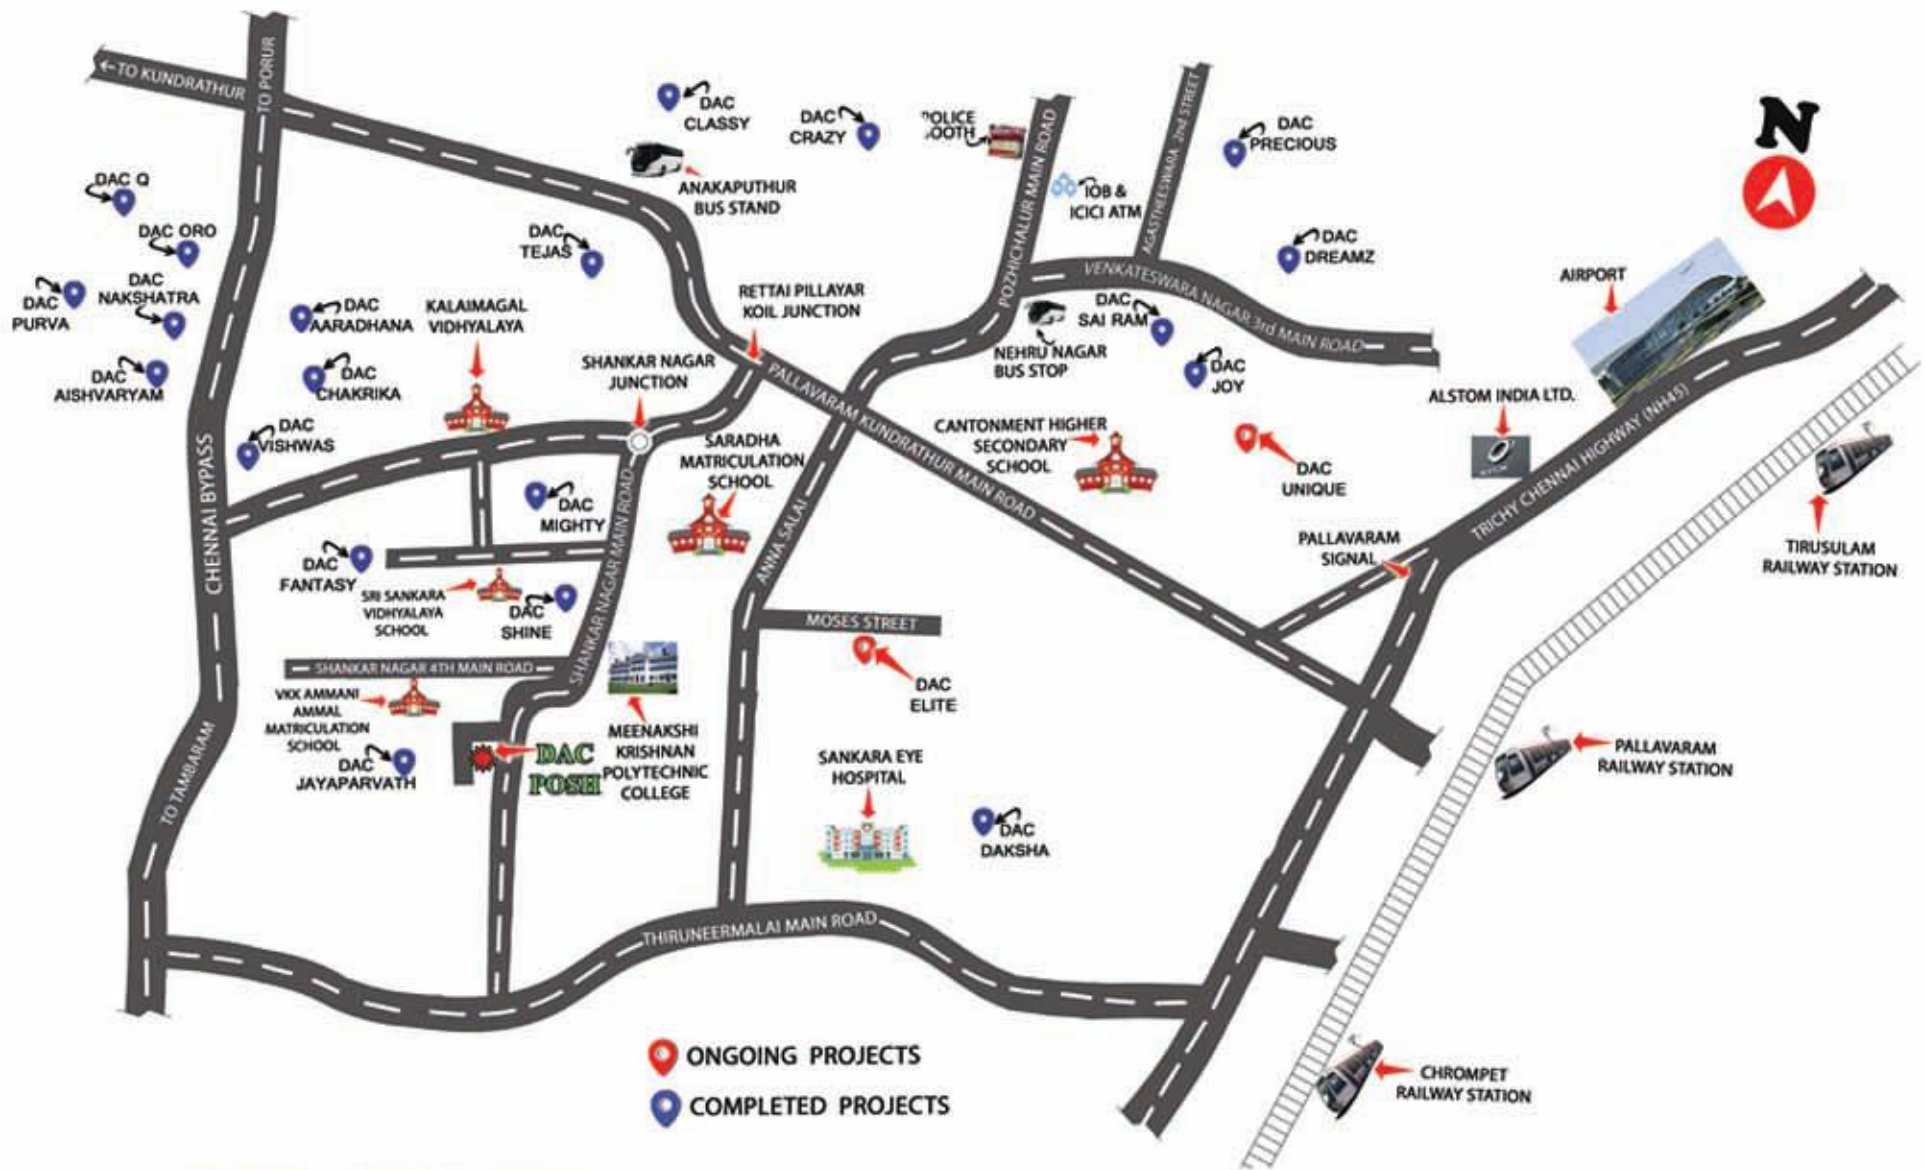 ←TO KUNDRATHUR
TO PORUR
DAC
CLASSY
DAC
CRAZY
POLICE
BOOTH
POZHICHALUR MAIN ROAD
AGASTHEESWARA 2nd STREET
DAC
PRECIOUS
N
ANAKAPUTHUR
BUS STAND
IOB &
ICICI ATM
DAC Q
DAC ORO
DAC
TEJAS
DAC
DREAMZ
VENKATESWARA NAGAR 3rd MAIN ROAD
AIRPORT
DAC
PURVA
DAC
NAKSHATRA
DAC
AARADHANA
KALAIMAGAL
VIDHYALAYA
RETTAI PILLAYAR
KOIL JUNCTION
DAC
SAI RAM
NEHRU NAGAR
BUS STOP
SHANKAR NAGAR
JUNCTION
DAC
AISHVARYAM
DAC
CHAKRIKA
DAC
JOY
ALSTOM INDIA LTD.
PALLAVARAM KUNDRATHUR MAIN ROAD
TRICHY CHENNAI HIGHWAY (NH45)
CHENNAI BYPASS
DAC
VISHWAS
SARADHA
MATRICULATION
SCHOOL
CANTONMENT HIGHER
SECONDARY
SCHOOL
DAC
UNIQUE
DAC
MIGHTY
SHANKAR NAGAR MAIN ROAD
ANNA SALAI
PALLAVARAM
SIGNAL
TIRUSULAM
RAILWAY STATION
DAC
FANTASY
SRI SANKARA
VIDHYALAYA
SCHOOL
DAC
SHINE
MOSES STREET
SHANKAR NAGAR 4TH MAIN ROAD
DAC
ELITE
VKK AMMANI
AMMAL
MATRICULATION
SCHOOL
DAC
JAYAPARVATH
DAC
POSH
MEENAKSHI
KRISHNAN
POLYTECHNIC
COLLEGE
SANKARA EYE
HOSPITAL
PALLAVARAM
RAILWAY STATION
TO TAMBARAM
DAC
DAKSHA
THIRUNEERMALAI MAIN ROAD
ONGOING PROJECTS
COMPLETED PROJECTS
CHROMPET
RAILWAY STATION